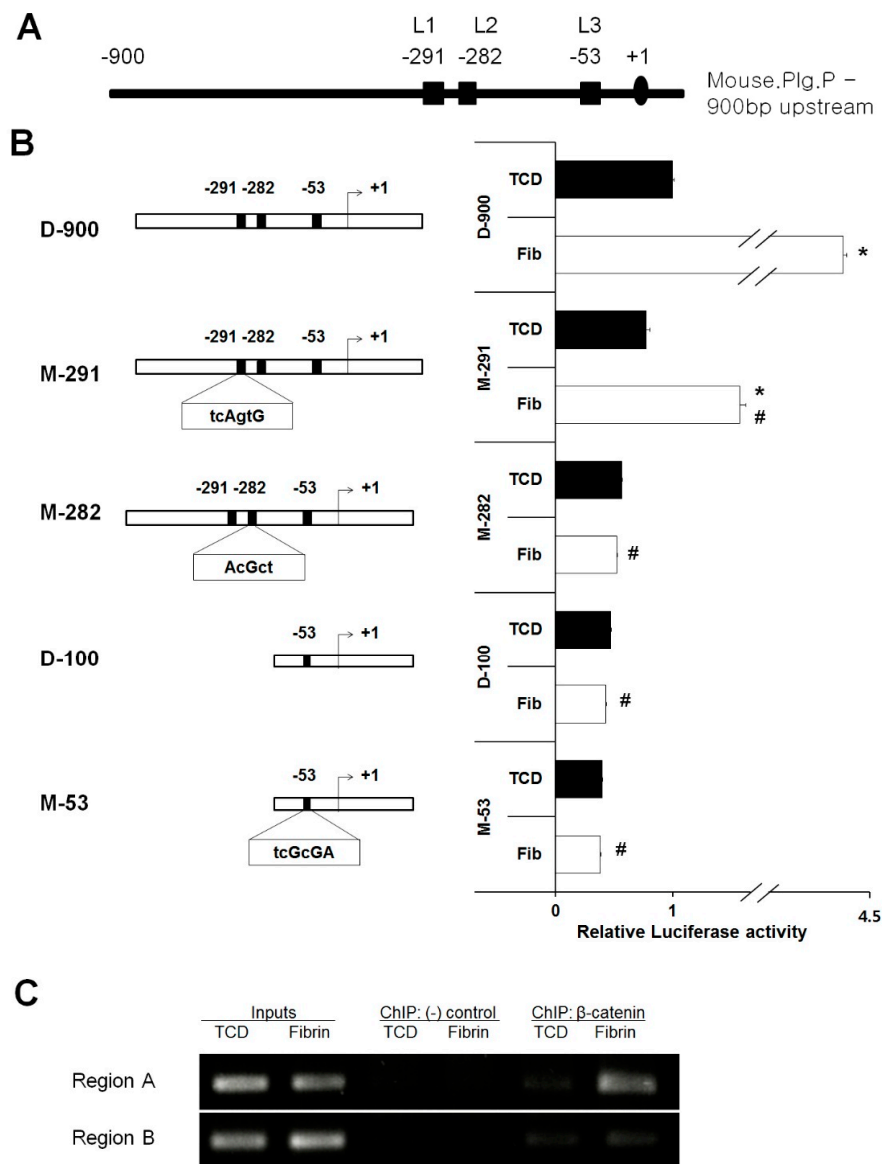 A
L1 L2 L3
-900 -291 -282 -53 +1
Mouse.Plg.P –
900bp upstream
B
D-900
-291 -282 -53 +1
M-291
-291 -282 -53 +1
tcAgtG
M-282
-291 -282 -53 +1
AcGct
D-100
-53 +1
M-53
-53 +1
tcGcGA
D-900
TCD
Fib *
M-291
TCD
Fib *
#
M-282
TCD
Fib #
D-100
TCD
Fib #
M-53
TCD
Fib #
0 1 4.5
Relative Luciferase activity
C
Inputs ChIP: (-) control ChIP: β-catenin
TCD Fibrin TCD Fibrin TCD Fibrin
Region A
Region B